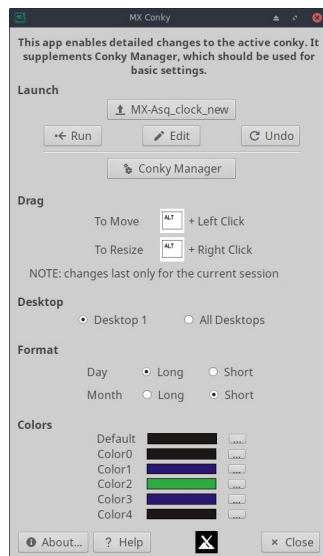 MX Conky
This app enables detailed changes to the active conky. It
supplements Conky Manager, which should be used for
basic settings.
Launch
MX-Asq_clock_new
Run
Edit
Undo
Conky Manager
Drag
To Move ALT + Left Click
To Resize ALT + Right Click
NOTE: changes last only for the current session
Desktop
Desktop 1 All Desktops
Format
Day Long Short
Month Long Short
Colors
Default ...
Color0 ...
Color1 ...
Color2 ...
Color3 ...
Color4 ...
About... ? Help × Close